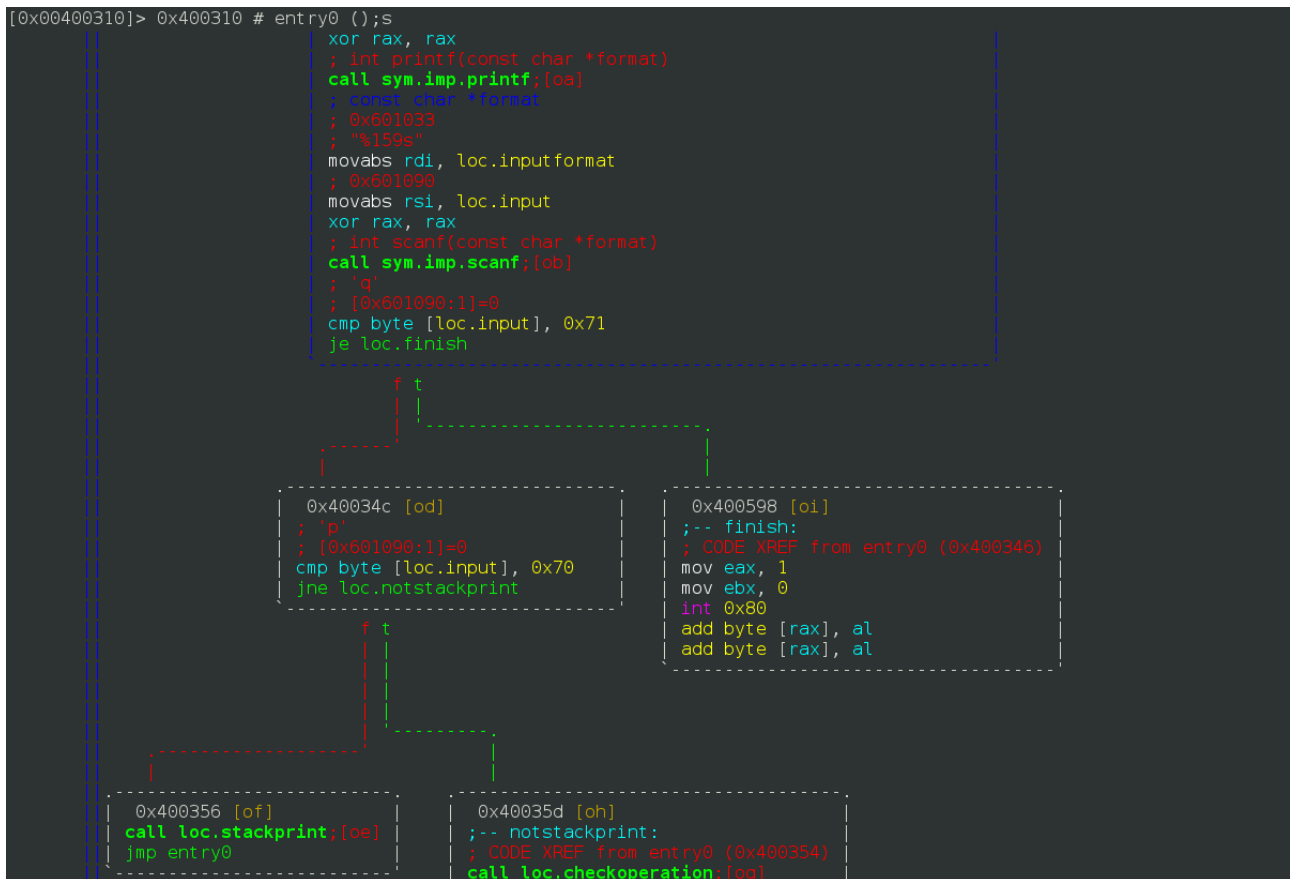 [0x00400310]> 0x400310 # entry0 ();s
xor rax, rax
; int printf(const char *format)
call sym.imp.printf;[oa]
; const char *format
; 0x601033
; "%159s"
movabs rdi, loc.inputformat
; 0x601090
movabs rsi, loc.input
xor rax, rax
; int scanf(const char *format)
call sym.imp.scanf;[ob]
; 'q'
; [0x601090:1]=0
cmp byte [loc.input], 0x71
je loc.finish
f t
0x40034c [od]
; 'p'
; [0x601090:1]=0
cmp byte [loc.input], 0x70
jne loc.notstackprint
0x400598 [oi]
;-- finish:
; CODE XREF from entry0 (0x400346)
mov eax, 1
mov ebx, 0
int 0x80
add byte [rax], al
add byte [rax], al
f t
0x400356 [of]
call loc.stackprint;[oe]
jmp entry0
0x40035d [oh]
;-- notstackprint:
; CODE XREF from entry0 (0x400354)
call loc.checkoperation;[og]